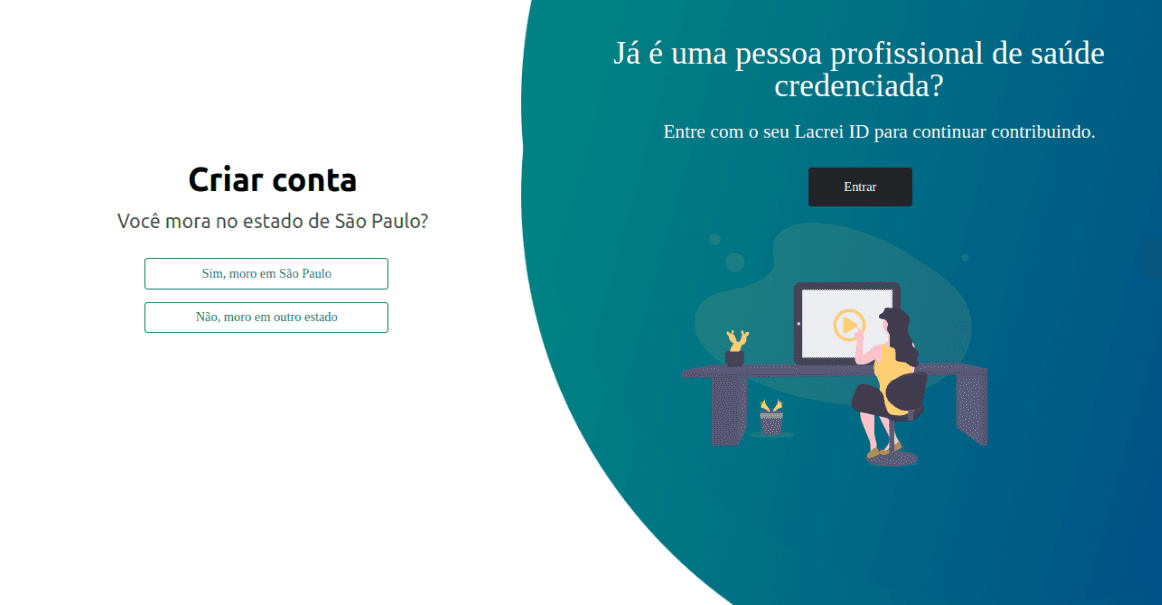 Criar conta
Você mora no estado de São Paulo?
Sim, moro em São Paulo
Não, moro em outro estado
Já é uma pessoa profissional de saúde
credenciada?
Entre com o seu Lacrei ID para continuar contribuindo.
Entrar